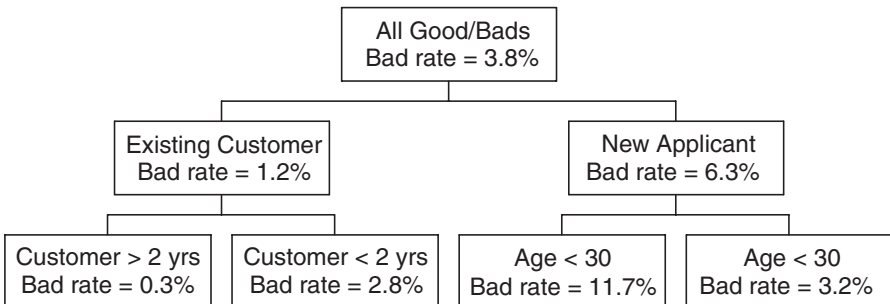 All Good/Bads
Bad rate = 3.8%
Existing Customer
Bad rate = 1.2%
New Applicant
Bad rate = 6.3%
Customer > 2 yrs
Bad rate = 0.3%
Customer < 2 yrs
Bad rate = 2.8%
Age < 30
Bad rate = 11.7%
Age < 30
Bad rate = 3.2%